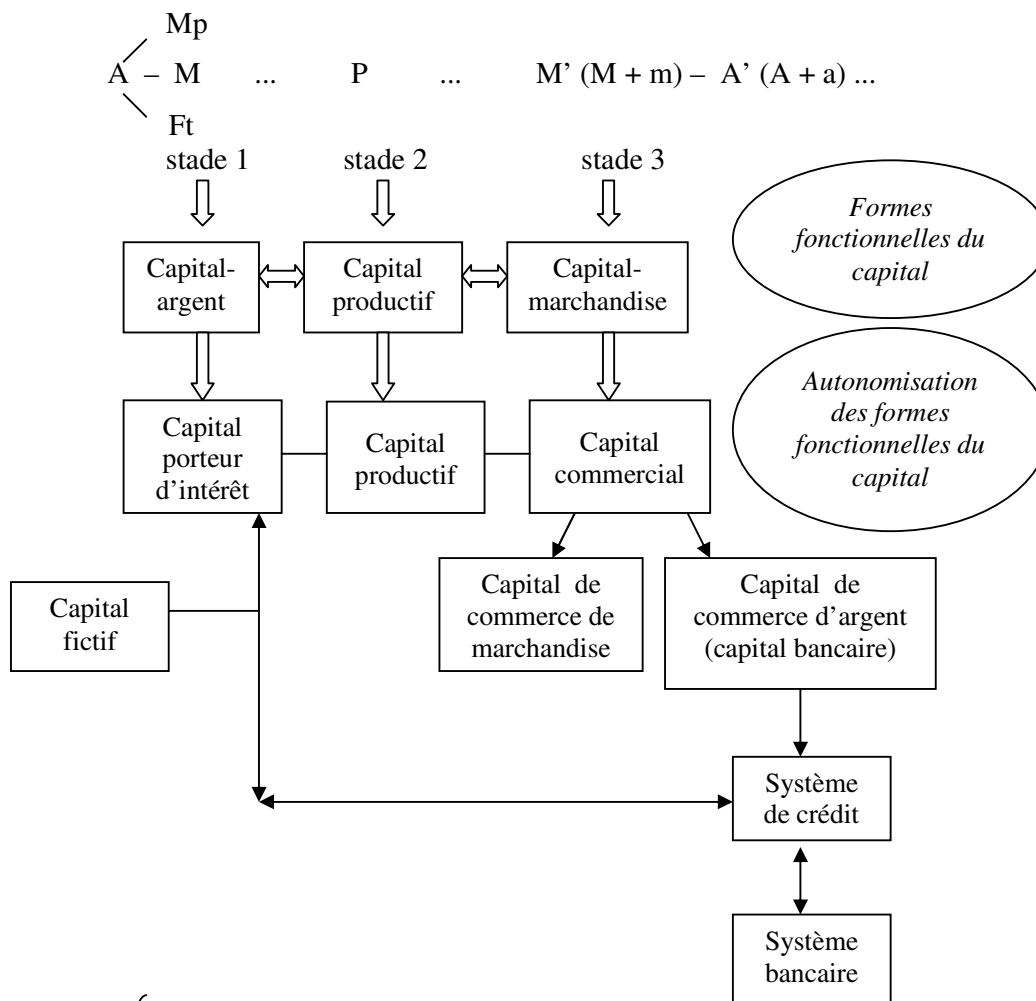 Mp
A – M ... P ... M' (M + m) – A' (A + a) ...
Ft
stade 1 stade 2 stade 3
Formes
fonctionnelles du
capital
Capital-
argent
Capital
productif
Capital-
marchandise
Autonomisation
des formes
fonctionnelles du
capital
Capital
porteur
d'intérêt
Capital
productif
Capital
commercial
Capital
fictif
Capital de
commerce de
marchandise
Capital de
commerce d'argent
(capital bancaire)
Système
de crédit
Système
bancaire